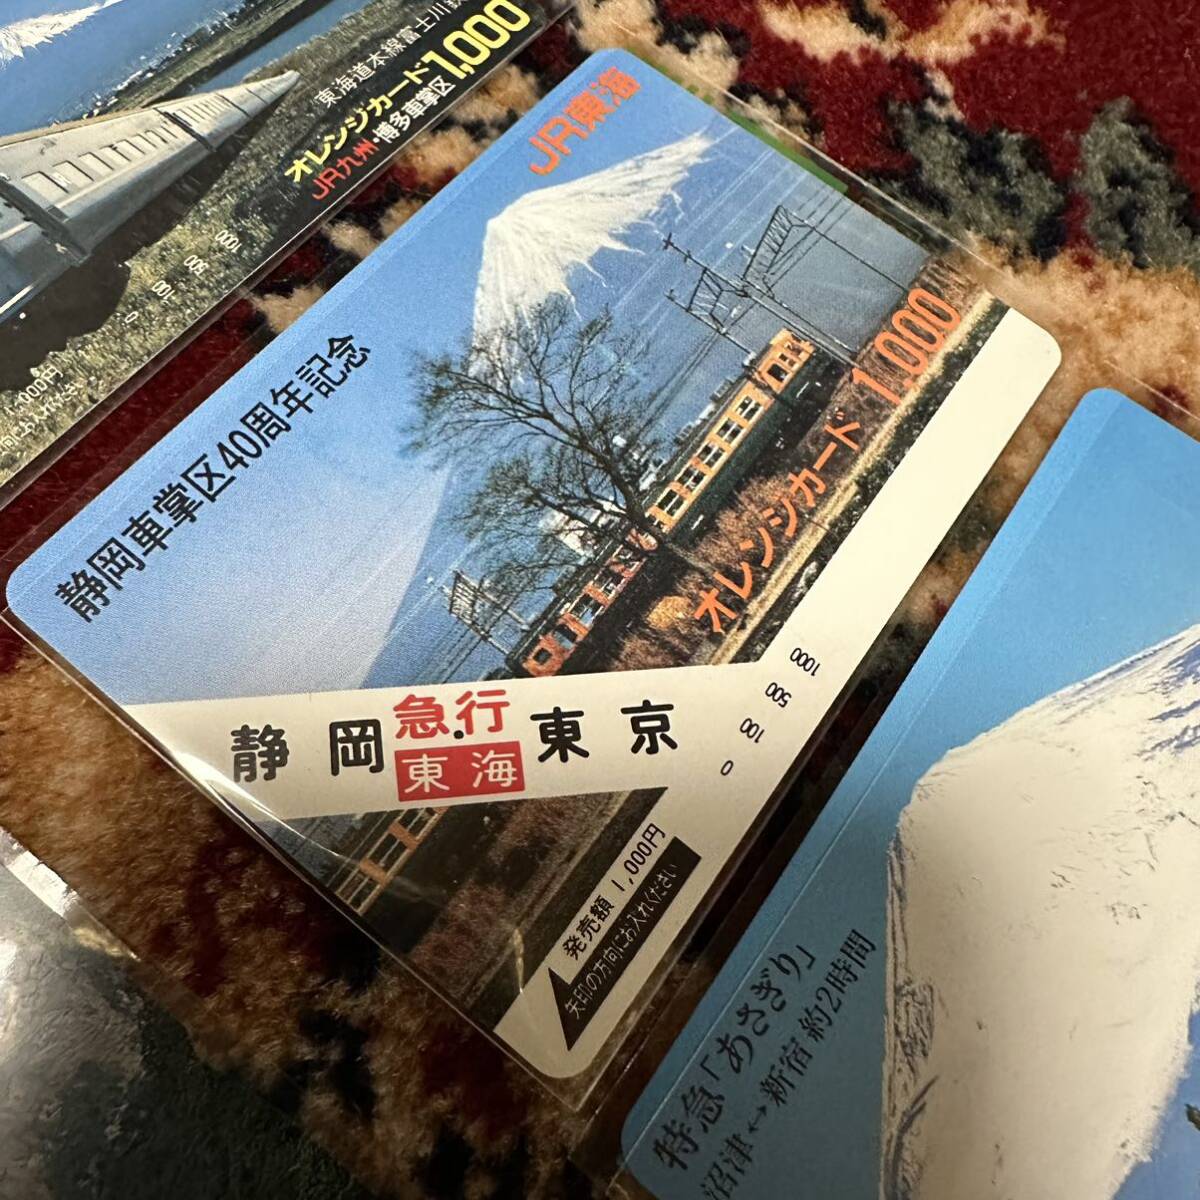 東海道本線富士川鉄
オレンジカード1,000
JR九州・博多車掌区
0 100 500 1000
JR東海
静岡車掌区40周年記念
オレンジカード 1.000
静岡 急行 東京
東海
0 100 500 1000
発売額 1,000円
矢印の方向にお入れください
特急「あさぎり」
沼津↔新宿 約2時間